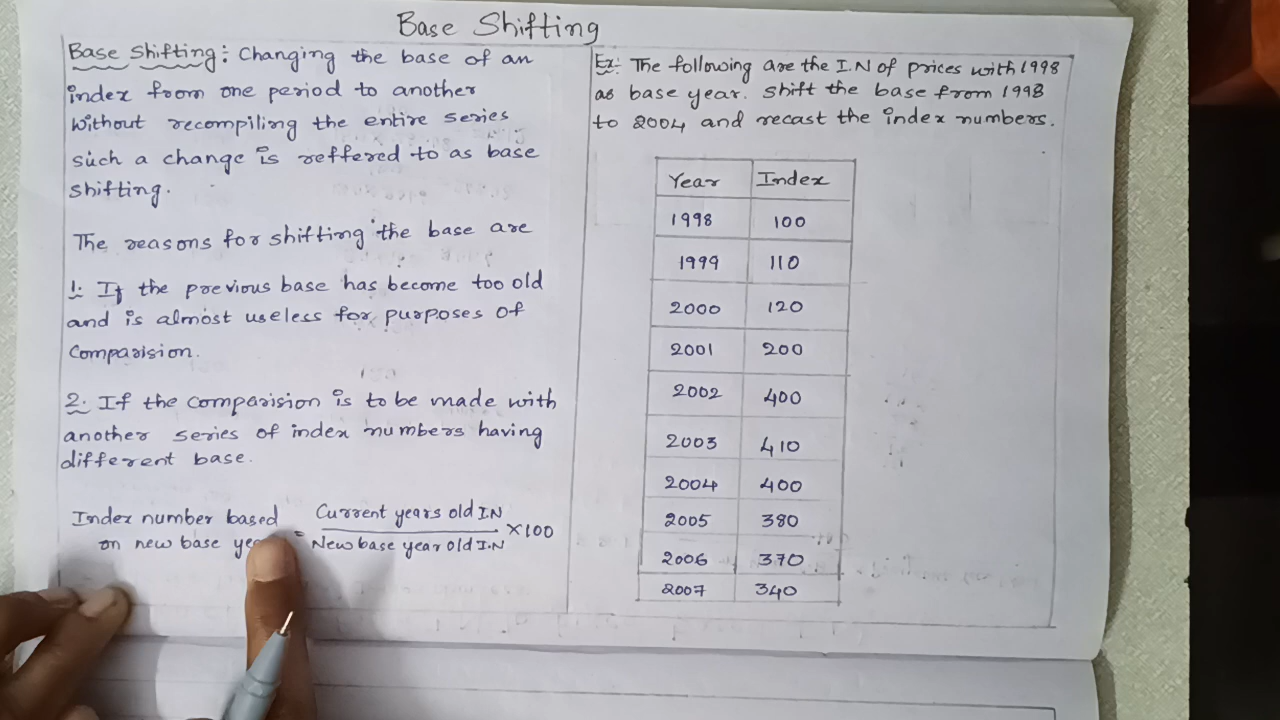 Base Shifting
Base Shifting: Changing the base of an
index from one period to another
Without recompiling the entire series
such a change is reffered to as base
shifting.
The reasons for shifting the base are
1: If the previous base has become too old
and is almost useless for purposes of
Comparision.
2. If the comparision is to be made with
another series of index numbers having
different base.
Index number based
on new base = Current years old IN / New base year old I.N × 100
Ex: The following are the I.N of prices with 1998
as base year. Shift the base from 1998
to 2004 and recast the index numbers.
Year Index
1998 100
1999 110
2000 120
2001 200
2002 400
2003 410
2004 400
2005 380
2006 370
2007 340